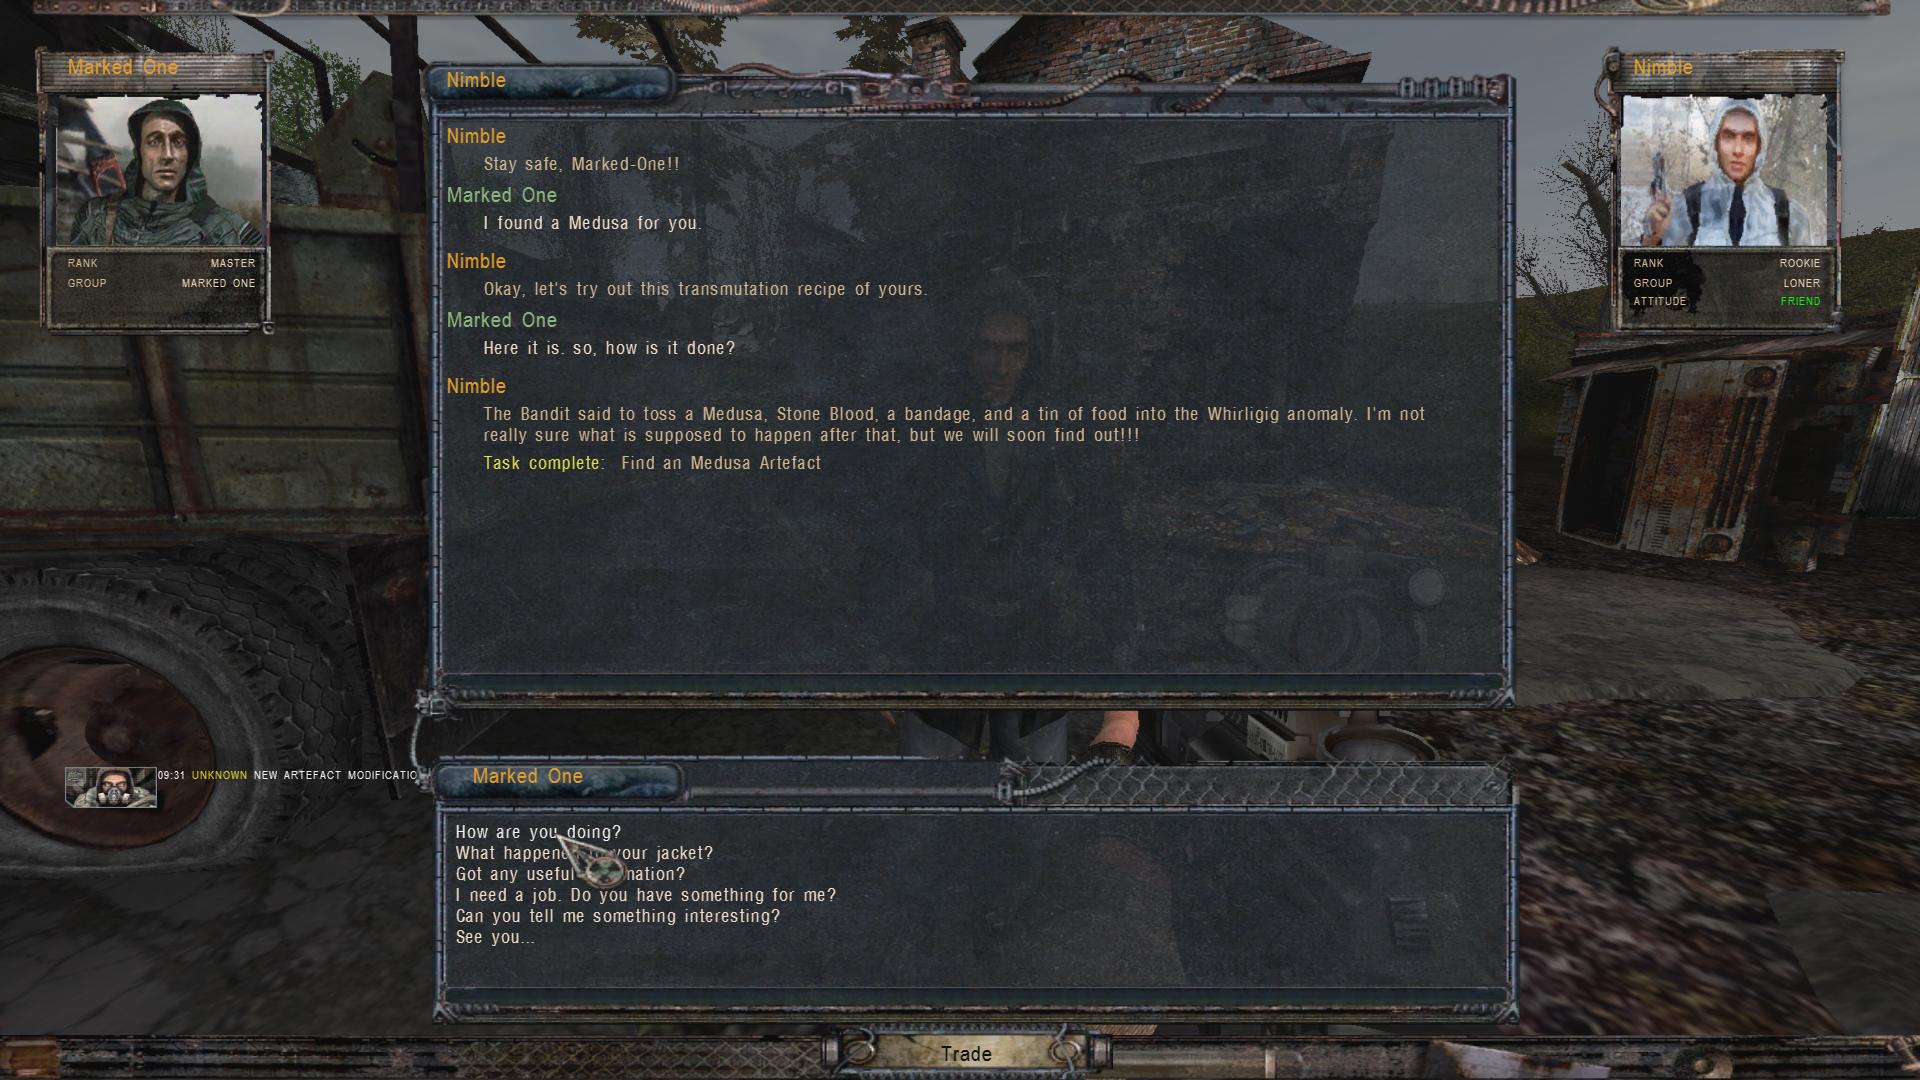 Marked One
RANK MASTER
GROUP MARKED ONE
Nimble
Nimble
Stay safe, Marked-One!!
Marked One
I found a Medusa for you.
Nimble
Okay, let's try out this transmutation recipe of yours.
Marked One
Here it is. so, how is it done?
Nimble
The Bandit said to toss a Medusa, Stone Blood, a bandage, and a tin of food into the Whirligig anomaly. I'm not
really sure what is supposed to happen after that, but we will soon find out!!!
Task complete: Find an Medusa Artefact
Nimble
RANK ROOKIE
GROUP LONER
ATTITUDE FRIEND
09:31 UNKNOWN NEW ARTEFACT MODIFICATIO
Marked One
How are you doing?
What happene your jacket?
Got any useful mation?
I need a job. Do you have something for me?
Can you tell me something interesting?
See you...
Trade